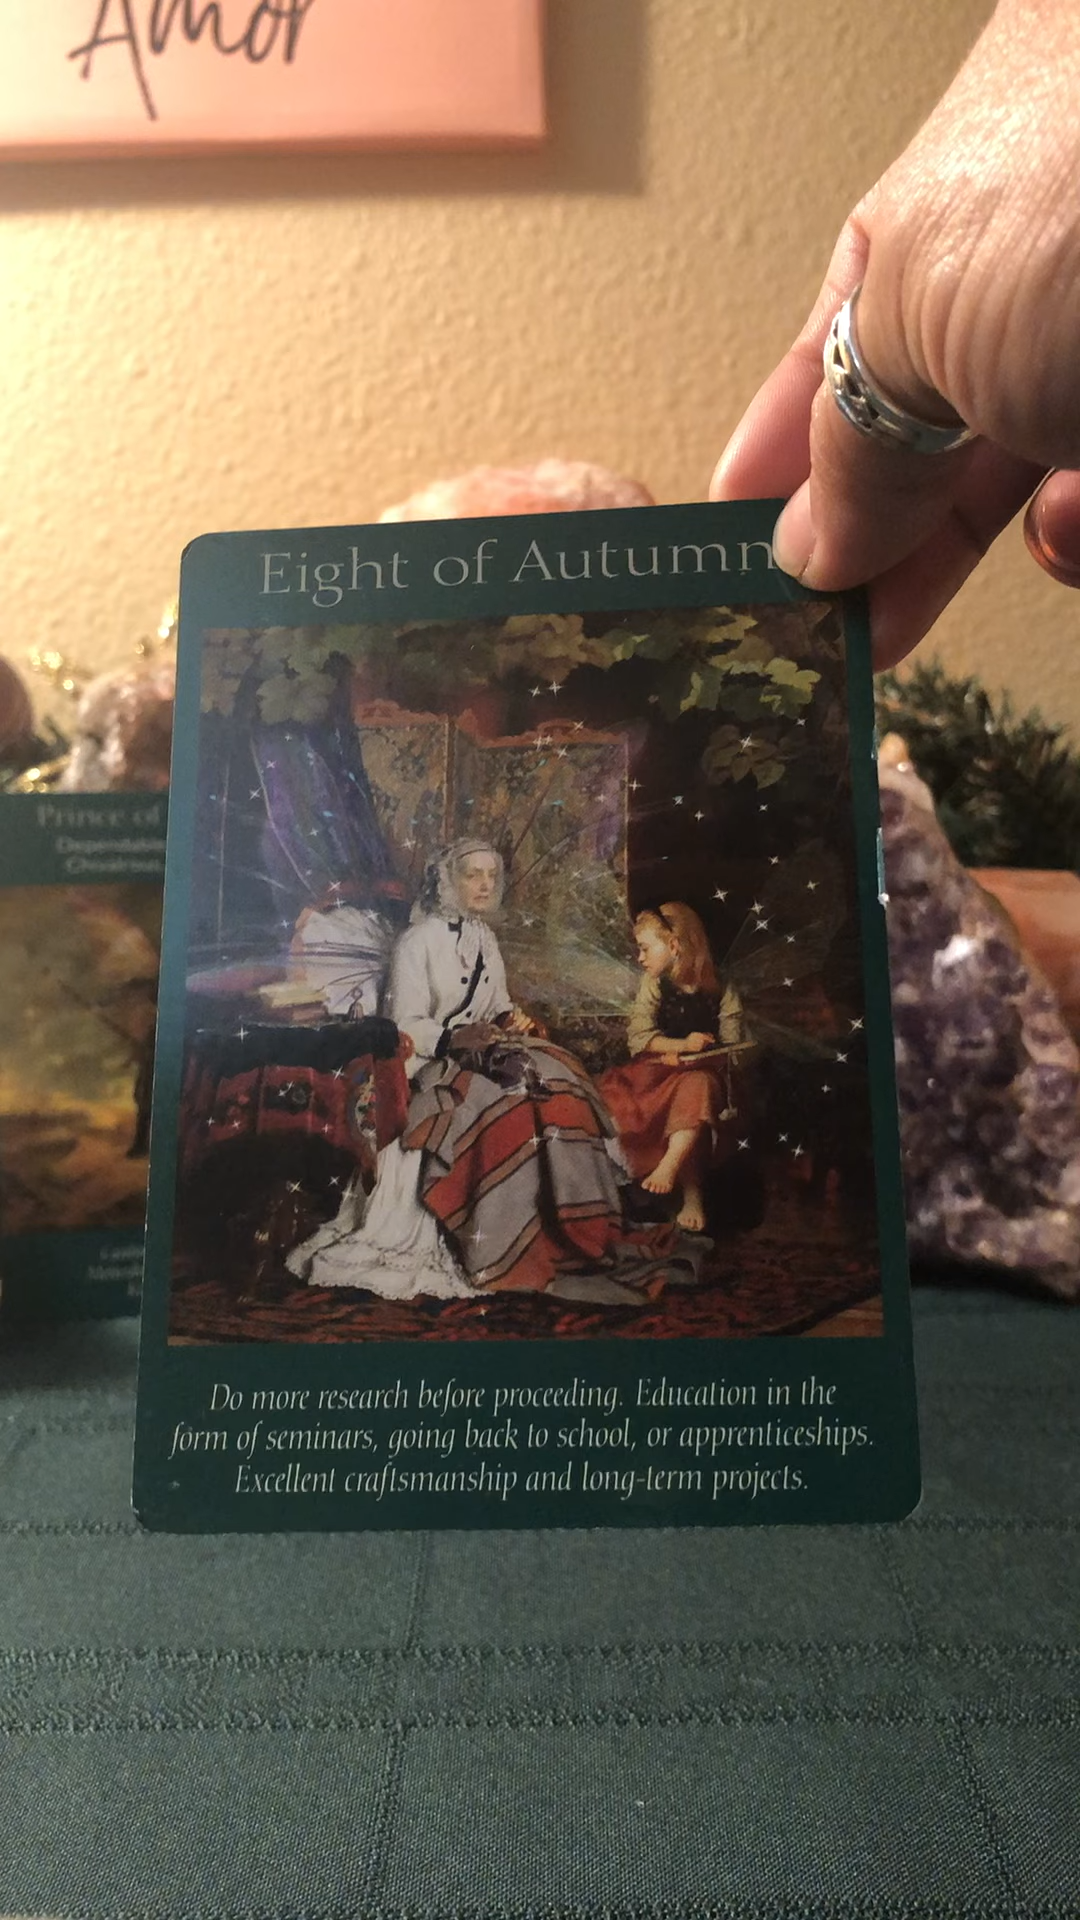 Amor
Eight of Autumn
Prince of
Dependable
Do more research before proceeding. Education in the
form of seminars, going back to school, or apprenticeships.
Excellent craftsmanship and long-term projects.